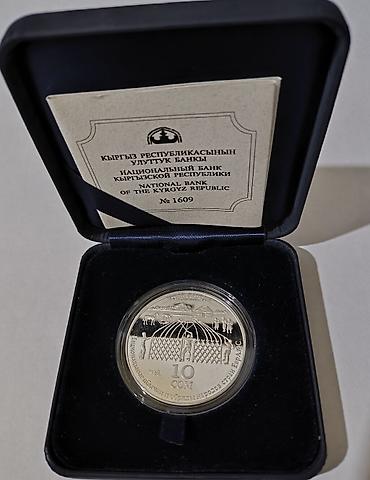 КЫРГЫЗ РЕСПУБЛИКАСЫНЫН
УЛУТТУК БАНКЫ
НАЦИОНАЛЬНЫЙ БАНК
КЫРГЫЗСКОЙ РЕСПУБЛИКИ
NATIONAL BANK
OF THE KYRGYZ REPUBLIC
№ 1609
10
СОМ